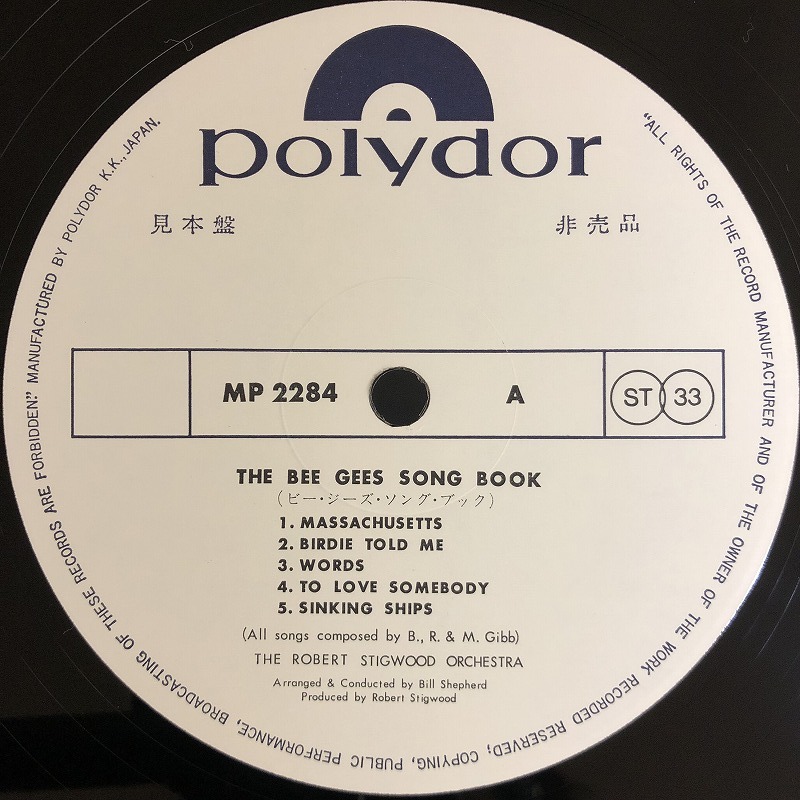 polydor
見本盤
非売品
MP 2284
A
ST 33
THE BEE GEES SONG BOOK
(ビー・ジーズ・ソング・ブック)
1. MASSACHUSETTS
2. BIRDIE TOLD ME
3. WORDS
4. TO LOVE SOMEBODY
5. SINKING SHIPS
(All songs composed by B., R. & M. Gibb)
THE ROBERT STIGWOOD ORCHESTRA
Arranged & Conducted by Bill Shepherd
Produced by Robert Stigwood
"ALL RIGHTS OF THE RECORD MANUFACTURER AND OF THE OWNER OF THE WORK RECORDED RESERVED, COPYING, PUBLIC PERFORMANCE, BROADCASTING OF THESE RECORDS ARE FORBIDDEN." MANUFACTURED BY POLYDOR K.K., JAPAN.